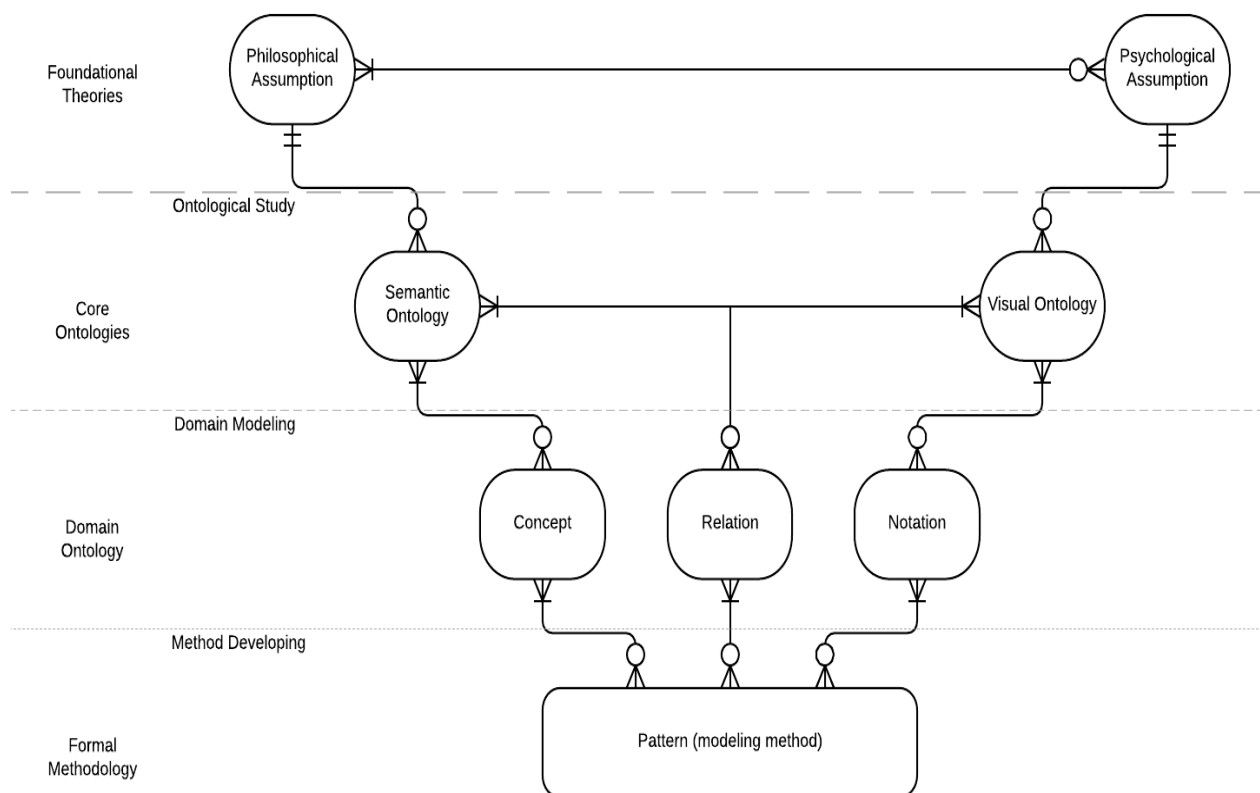 Philosophical
Assumption
Psychological
Assumption
Foundational
Theories
Ontological Study
Semantic
Ontology
Visual Ontology
Core
Ontologies
Domain Modeling
Concept
Relation
Notation
Domain
Ontology
Method Developing
Pattern (modeling method)
Formal
Methodology